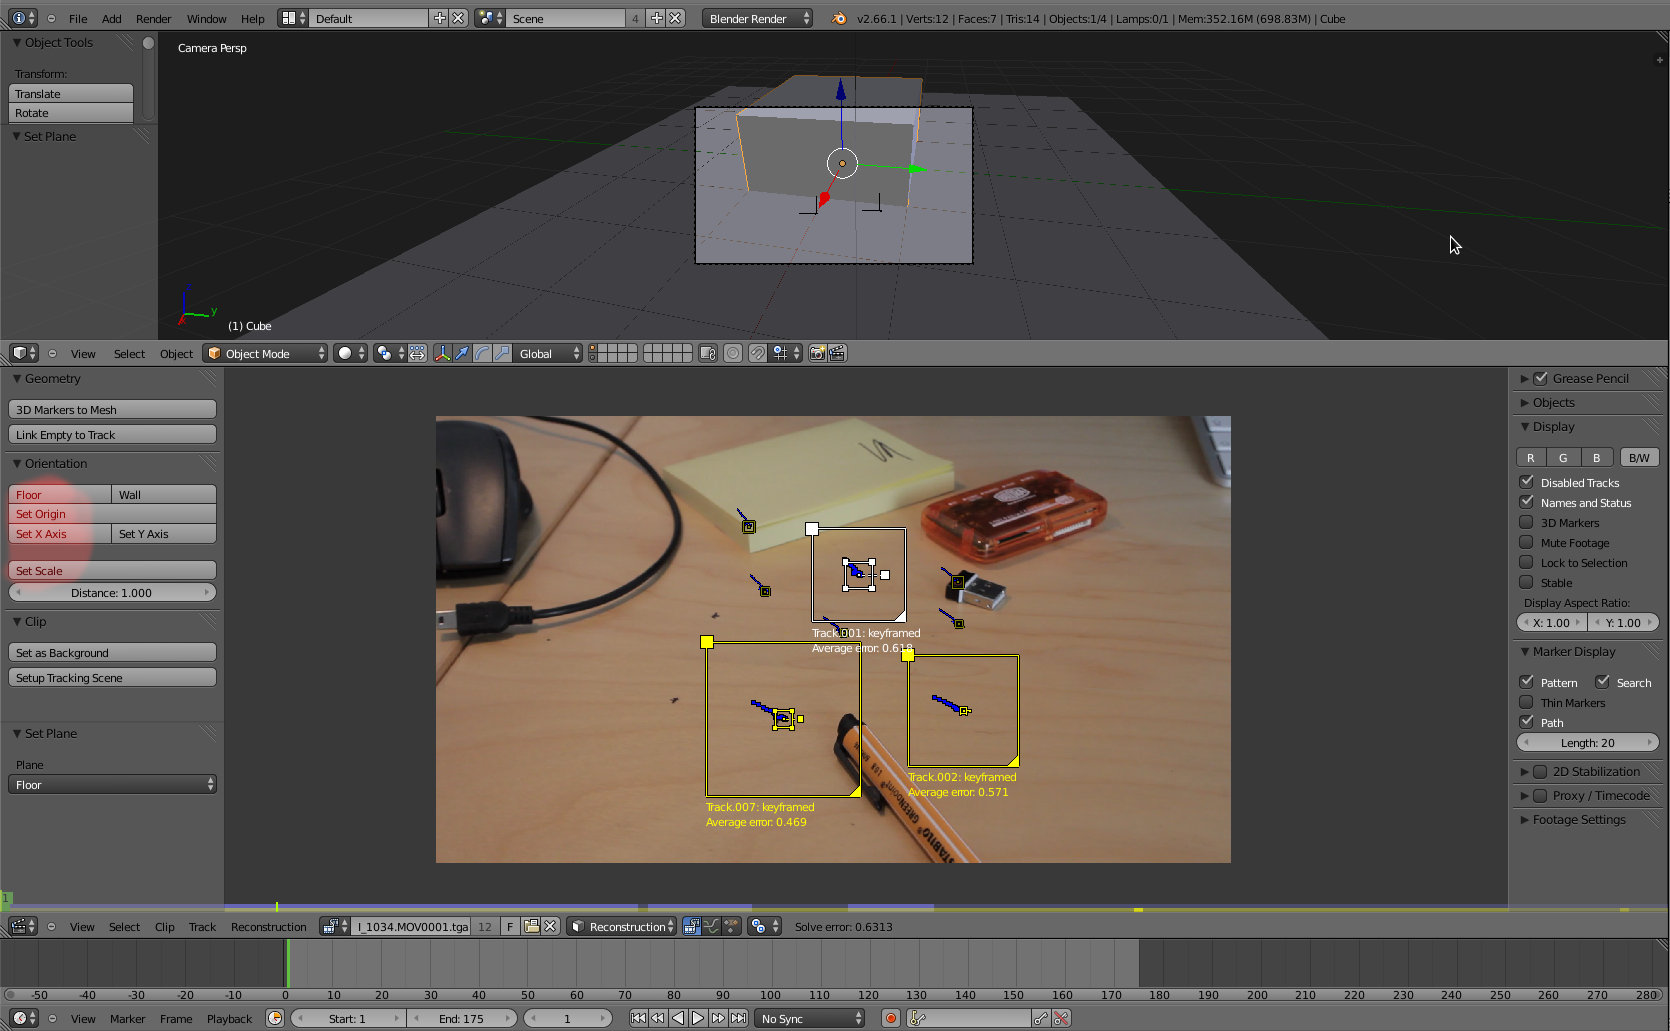 File Add Render Window Help Default Scene 4 Blender Render v2.66.1 | Verts:12 | Faces:7 | Tris:14 | Objects:1/4 | Lamps:0/1 | Mem:352.16M (698.83M) | Cube
Object Tools
Transform:
Translate
Rotate
Set Plane
Camera Persp
y
(1) Cube
View Select Object Object Mode Global
Geometry
3D Markers to Mesh
Link Empty to Track
Orientation
Floor Wall
Set Origin
Set X Axis Set Y Axis
Set Scale
Distance: 1.000
Clip
Set as Background
Setup Tracking Scene
Set Plane
Plane
Floor
1
Track.001: keyframed
Average error: 0.618
Track.007: keyframed
Average error: 0.469
Track.002: keyframed
Average error: 0.571
STABILO GREENpoint
Grease Pencil
Objects
Display
R G B B/W
Disabled Tracks
Names and Status
3D Markers
Mute Footage
Lock to Selection
Stable
Display Aspect Ratio:
X: 1.00 Y: 1.00
Marker Display
Pattern Search
Thin Markers
Path
Length: 20
2D Stabilization
Proxy / Timecode
Footage Settings
View Select Clip Track Reconstruction I_1034.MOV0001.tga 12 F Reconstruction Solve error: 0.6313
-50 -40 -30 -20 -10 0 10 20 30 40 50 60 70 80 90 100 110 120 130 140 150 160 170 180 190 200 210 220 230 240 250 260 270 280
View Marker Frame Playback Start: 1 End: 175 1 No Sync